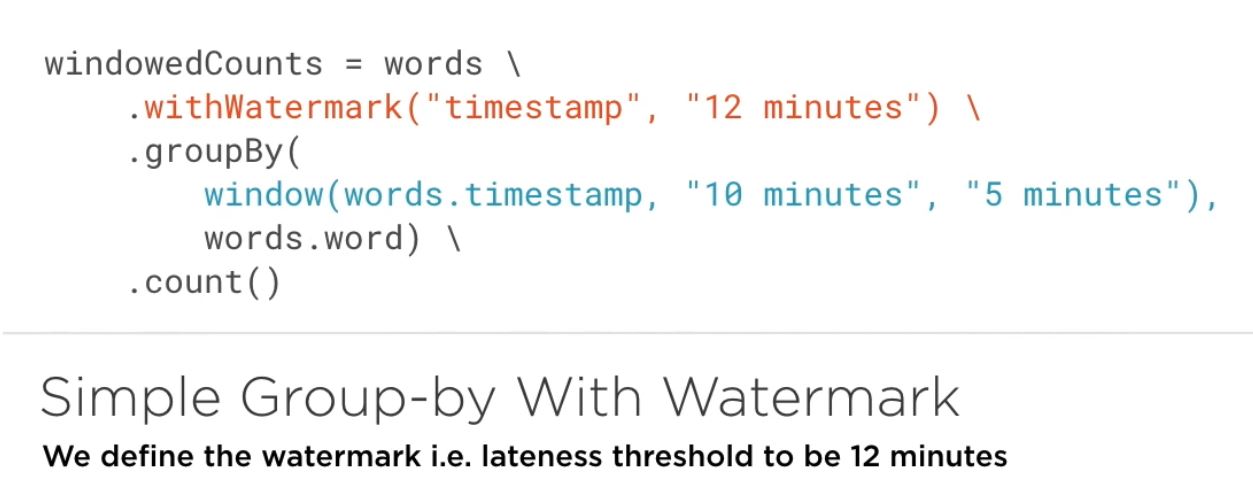 windowedCounts = words \
.withWatermark("timestamp", "12 minutes") \
.groupBy(
window(words.timestamp, "10 minutes", "5 minutes"),
words.word) \
.count()
Simple Group-by With Watermark
We define the watermark i.e. lateness threshold to be 12 minutes